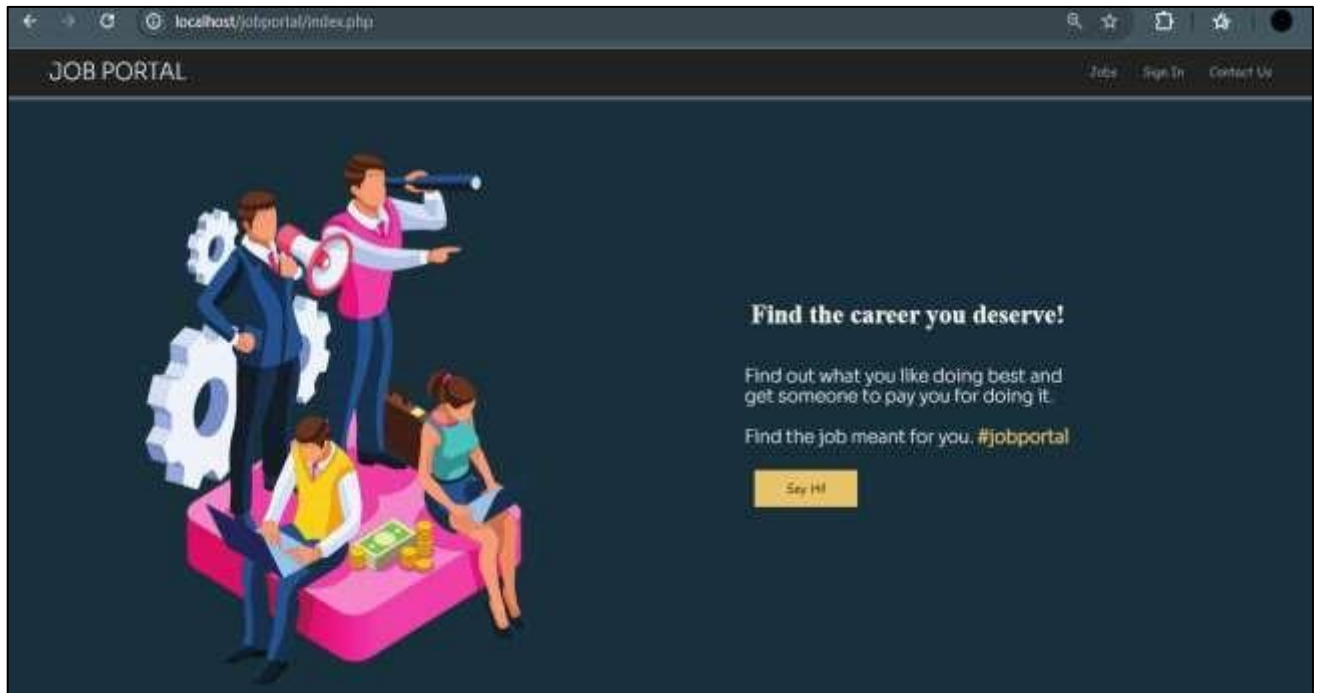 localhost/jobportal/index.php
JOB PORTAL
Jobs Sign In Contact Us
Find the career you deserve!
Find out what you like doing best and
get someone to pay you for doing it.
Find the job meant for you. #jobportal
Say Hi!